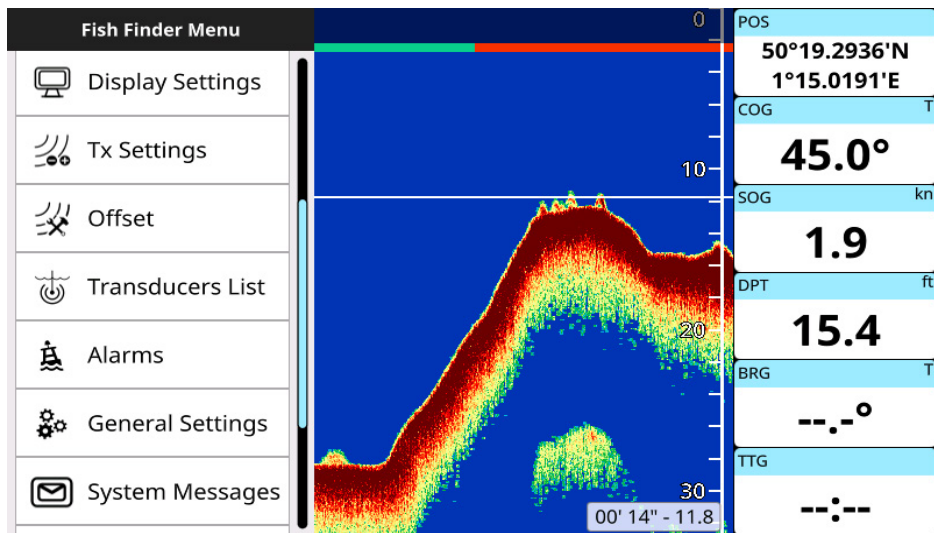 Fish Finder Menu
Display Settings
Tx Settings
Offset
Transducers List
Alarms
General Settings
System Messages
0
10
20
30
00' 14" - 11.8
POS
50°19.2936'N
1°15.0191'E
COG T
45.0°
SOG kn
1.9
DPT ft
15.4
BRG T
--.-°
TTG
--:--